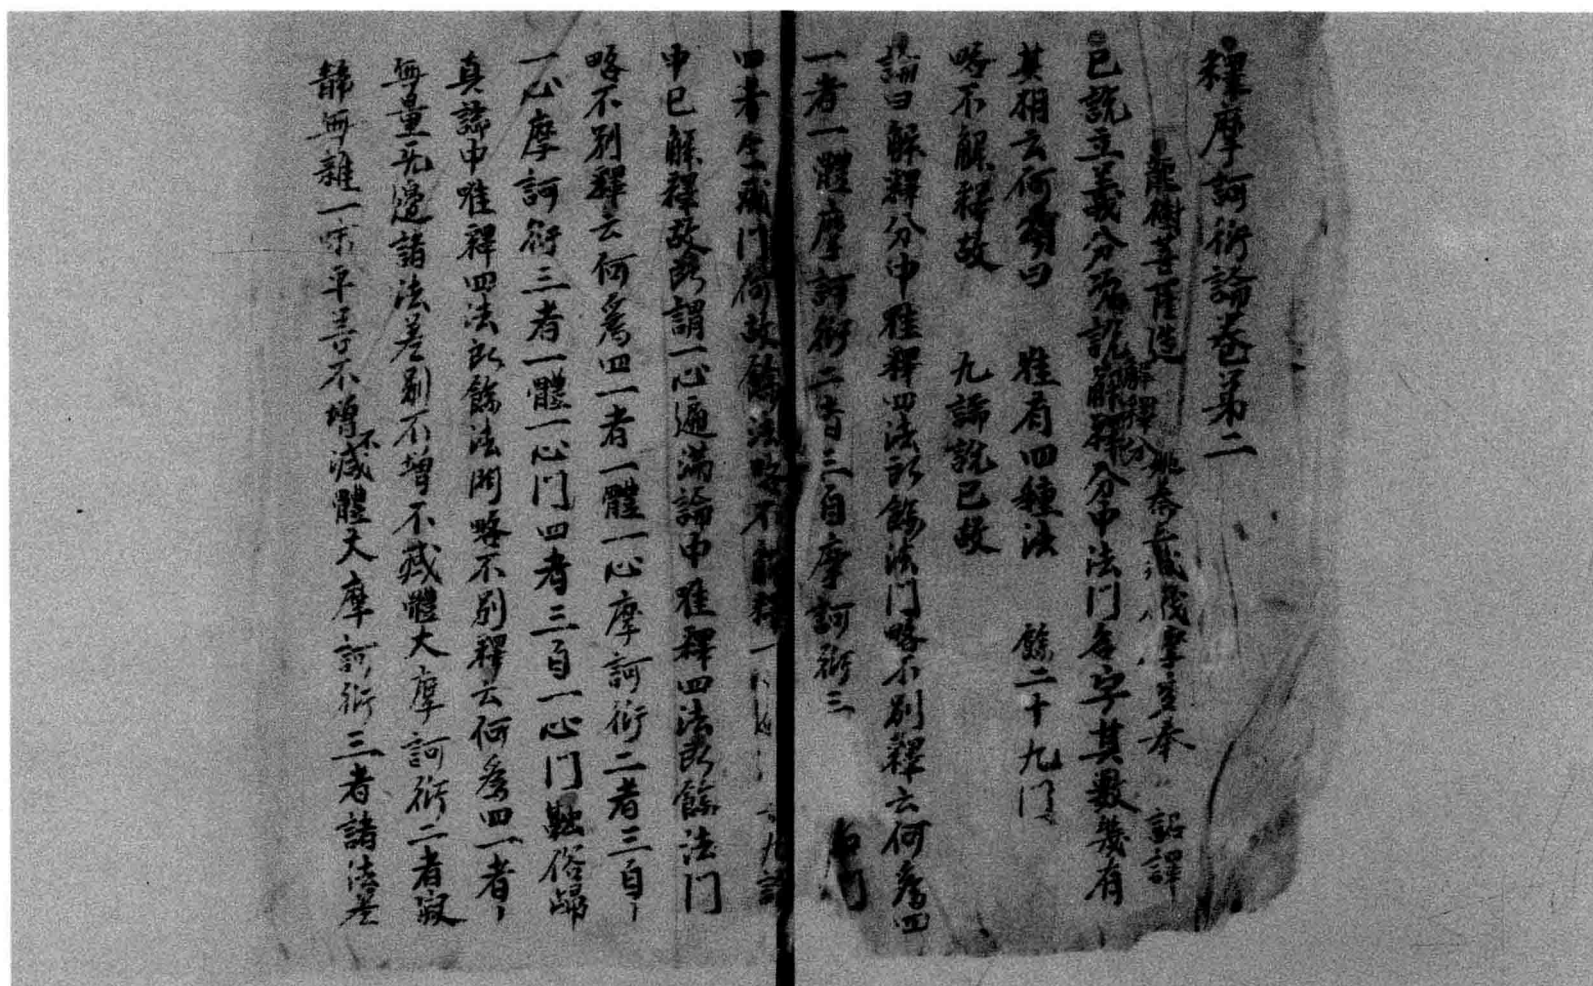 釋摩訶衍論卷第二
龍樹菩薩造 姚秦三藏筏提摩多奉 詔譯
已說立義分次說解釋分解釋分中法門名字其數幾有
其相云何頌曰 唯有四種法 餘二十九門
略不解釋故 九論說已故
論曰解釋分中唯釋四法所餘法門略不別釋云何為四
一者一體摩訶衍二者三自摩訶衍三
四者生滅門何故餘法略不解釋
中已解釋故所謂一心遍滿論中唯釋四法所餘法門
略不別釋云何為四一者一體一心摩訶衍二者三自〻
一心摩訶衍三者一體一心門四者三自一心門融俗歸
真論中唯釋四法所餘法門略不別釋云何為四一者〻
無量无邊諸法差別不增不減體大摩訶衍二者寂
靜無雜一味平等不增不減體大摩訶衍三者諸法差